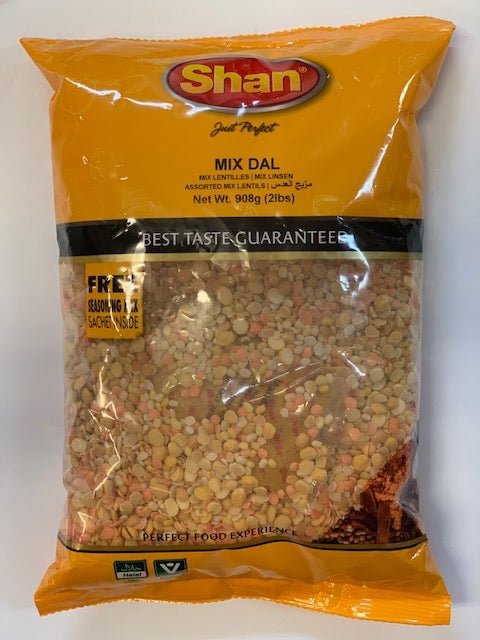 Shan®
Just Perfect
MIX DAL
MIX LENTILLES | MIX LINSEN
ASSORTED MIX LENTILS | مزيج العدس
Net Wt. 908g (2lbs)
BEST TASTE GUARANTEED
FREE
SEASONING MIX
SACHET INSIDE
PERFECT FOOD EXPERIENCE
Halal